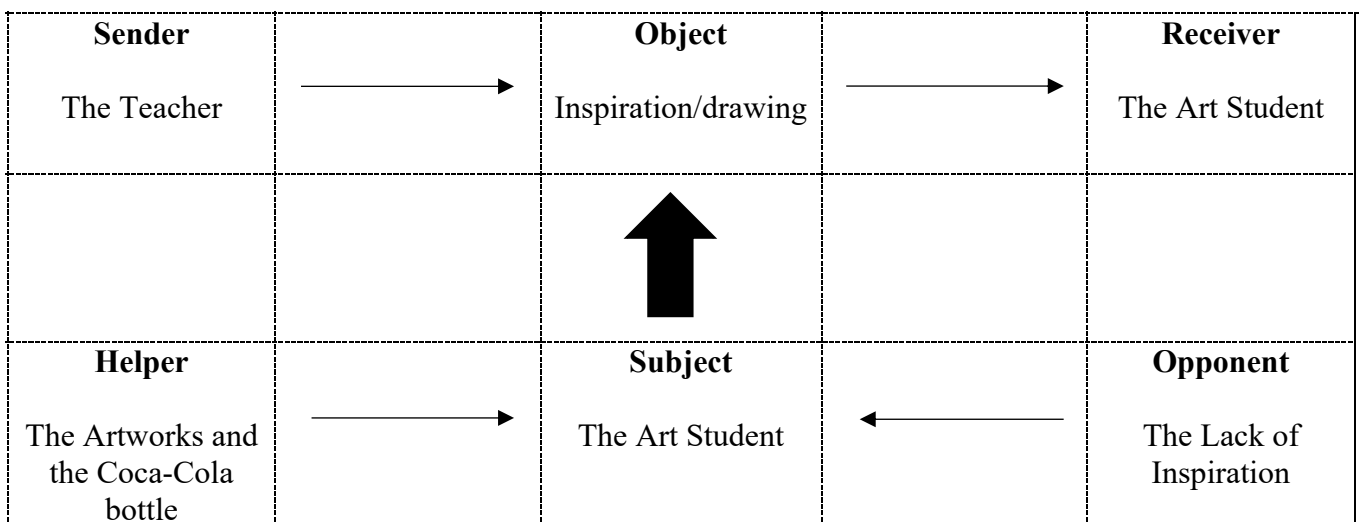 Sender
Object
Receiver
The Teacher
Inspiration/drawing
The Art Student
Helper
Subject
Opponent
The Artworks and
the Coca-Cola
bottle
The Art Student
The Lack of
Inspiration